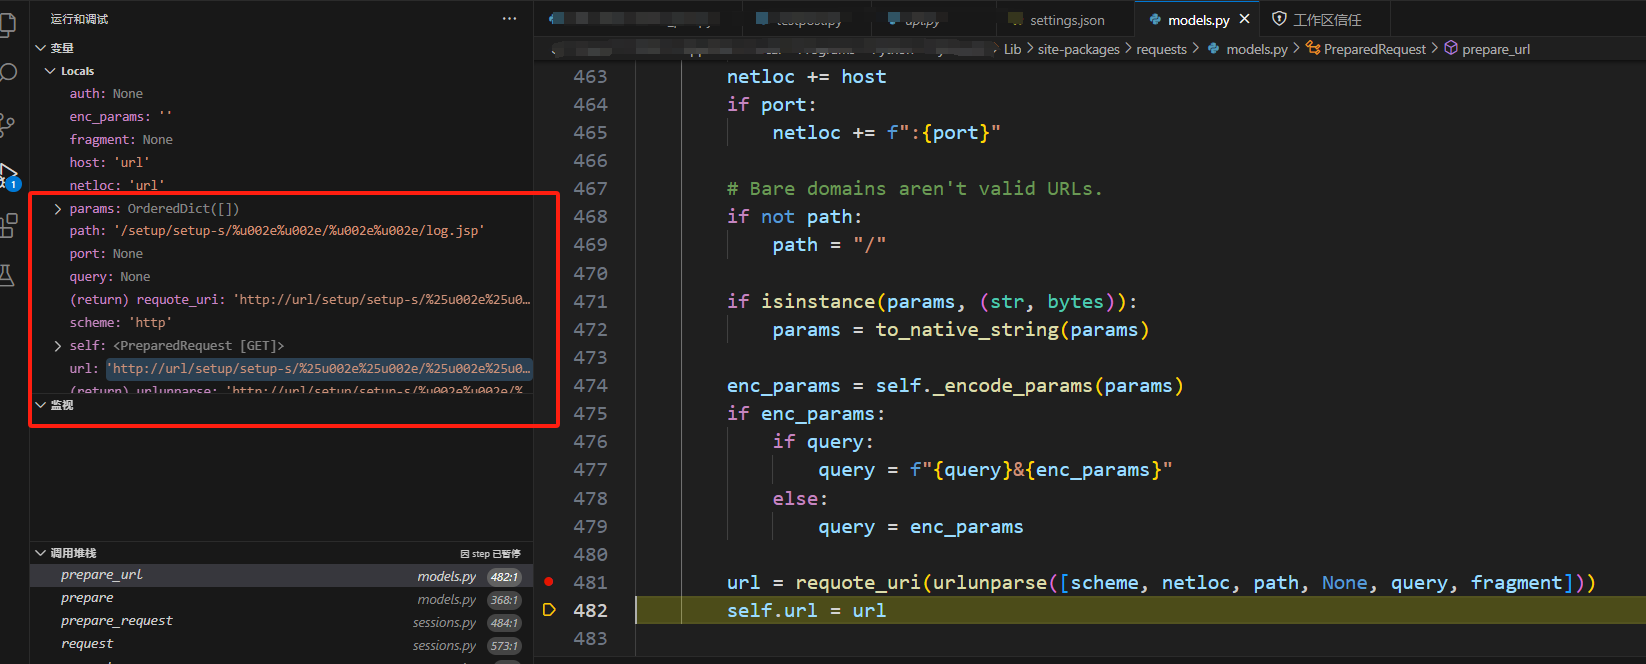 运行和调试 ···
变量
Locals
auth: None
enc_params: ''
fragment: None
host: 'url'
netloc: 'url'
params: OrderedDict([])
path: '/setup/setup-s/%u002e%u002e/%u002e%u002e/log.jsp'
port: None
query: None
(return) requote_uri: 'http://url/setup/setup-s/%25u002e%25u0…
scheme: 'http'
self: <PreparedRequest [GET]>
url: 'http://url/setup/setup-s/%25u002e%25u002e/%25u002e%25u0…
(return) urlunparse: 'http://url/setup/setup-s/%u002e%u002e/%
监视
调用堆栈 因 step 已暂停
prepare_url models.py 482:1
prepare models.py 368:1
prepare_request sessions.py 484:1
request sessions.py 573:1
1
settings.json
models.py
工作区信任
Lib > site-packages > requests > models.py > PreparedRequest > prepare_url
463 netloc += host
464 if port:
465 netloc += f":{port}"
466
467 # Bare domains aren't valid URLs.
468 if not path:
469 path = "/"
470
471 if isinstance(params, (str, bytes)):
472 params = to_native_string(params)
473
474 enc_params = self._encode_params(params)
475 if enc_params:
476 if query:
477 query = f"{query}&{enc_params}"
478 else:
479 query = enc_params
480
481 url = requote_uri(urlunparse([scheme, netloc, path, None, query, fragment]))
482 self.url = url
483